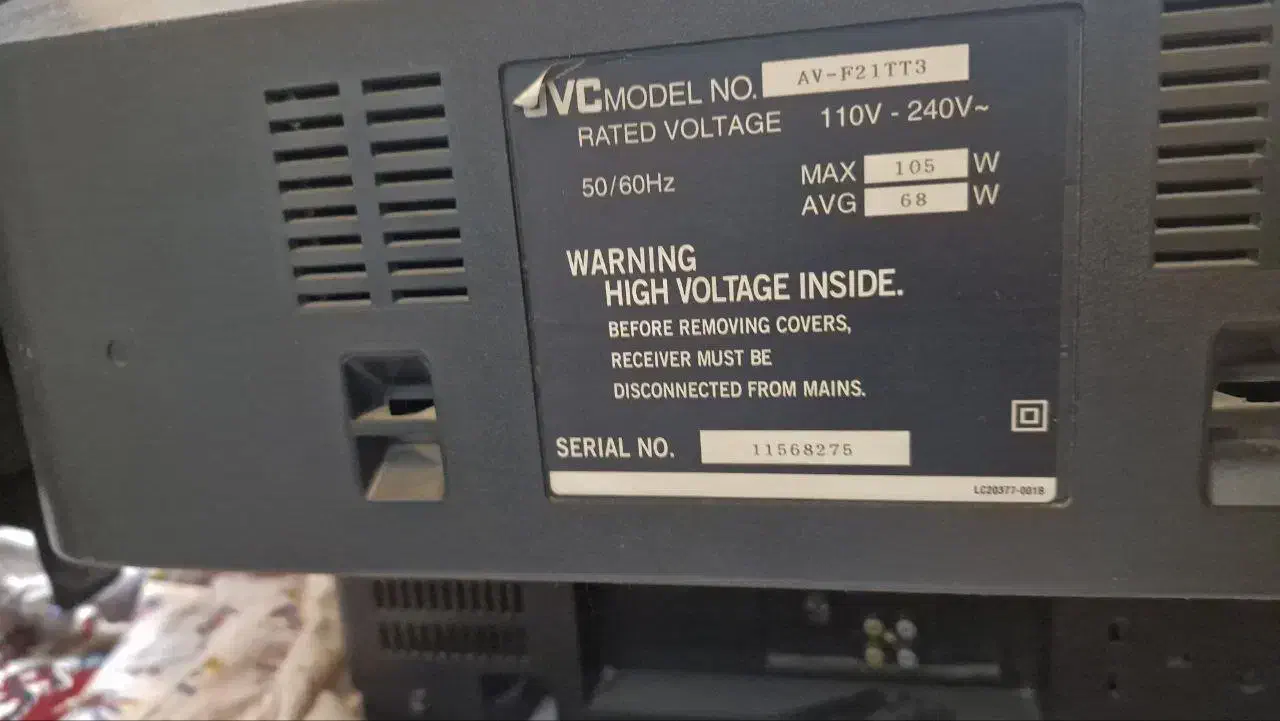 JVC MODEL NO. AV-F21TT3
RATED VOLTAGE 110V - 240V~
50/60Hz MAX 105 W
AVG 68 W
WARNING
HIGH VOLTAGE INSIDE.
BEFORE REMOVING COVERS,
RECEIVER MUST BE
DISCONNECTED FROM MAINS.
SERIAL NO. 11568275
LC20377-001B